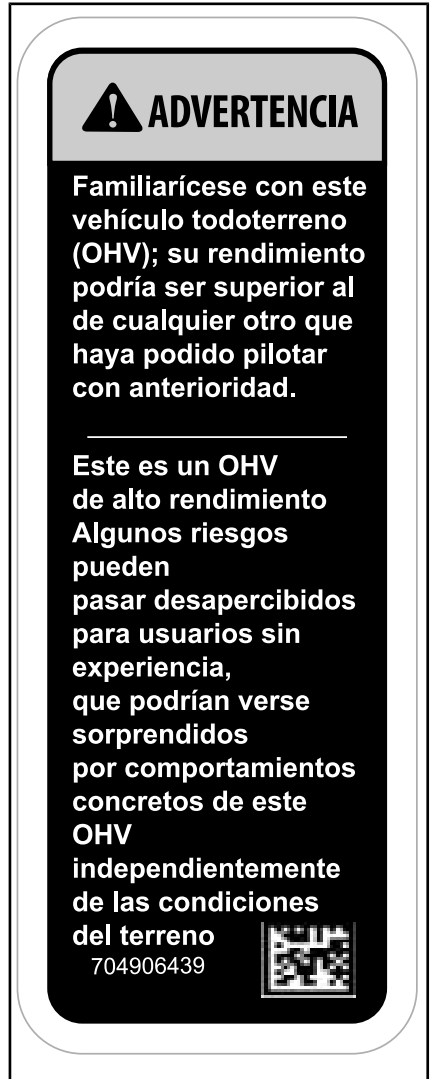 ADVERTENCIA
Familiarícese con este
vehículo todoterreno
(OHV); su rendimiento
podría ser superior al
de cualquier otro que
haya podido pilotar
con anterioridad.
Este es un OHV
de alto rendimiento
Algunos riesgos
pueden
pasar desapercibidos
para usuarios sin
experiencia,
que podrían verse
sorprendidos
por comportamientos
concretos de este
OHV
independientemente
de las condiciones
del terreno
704906439